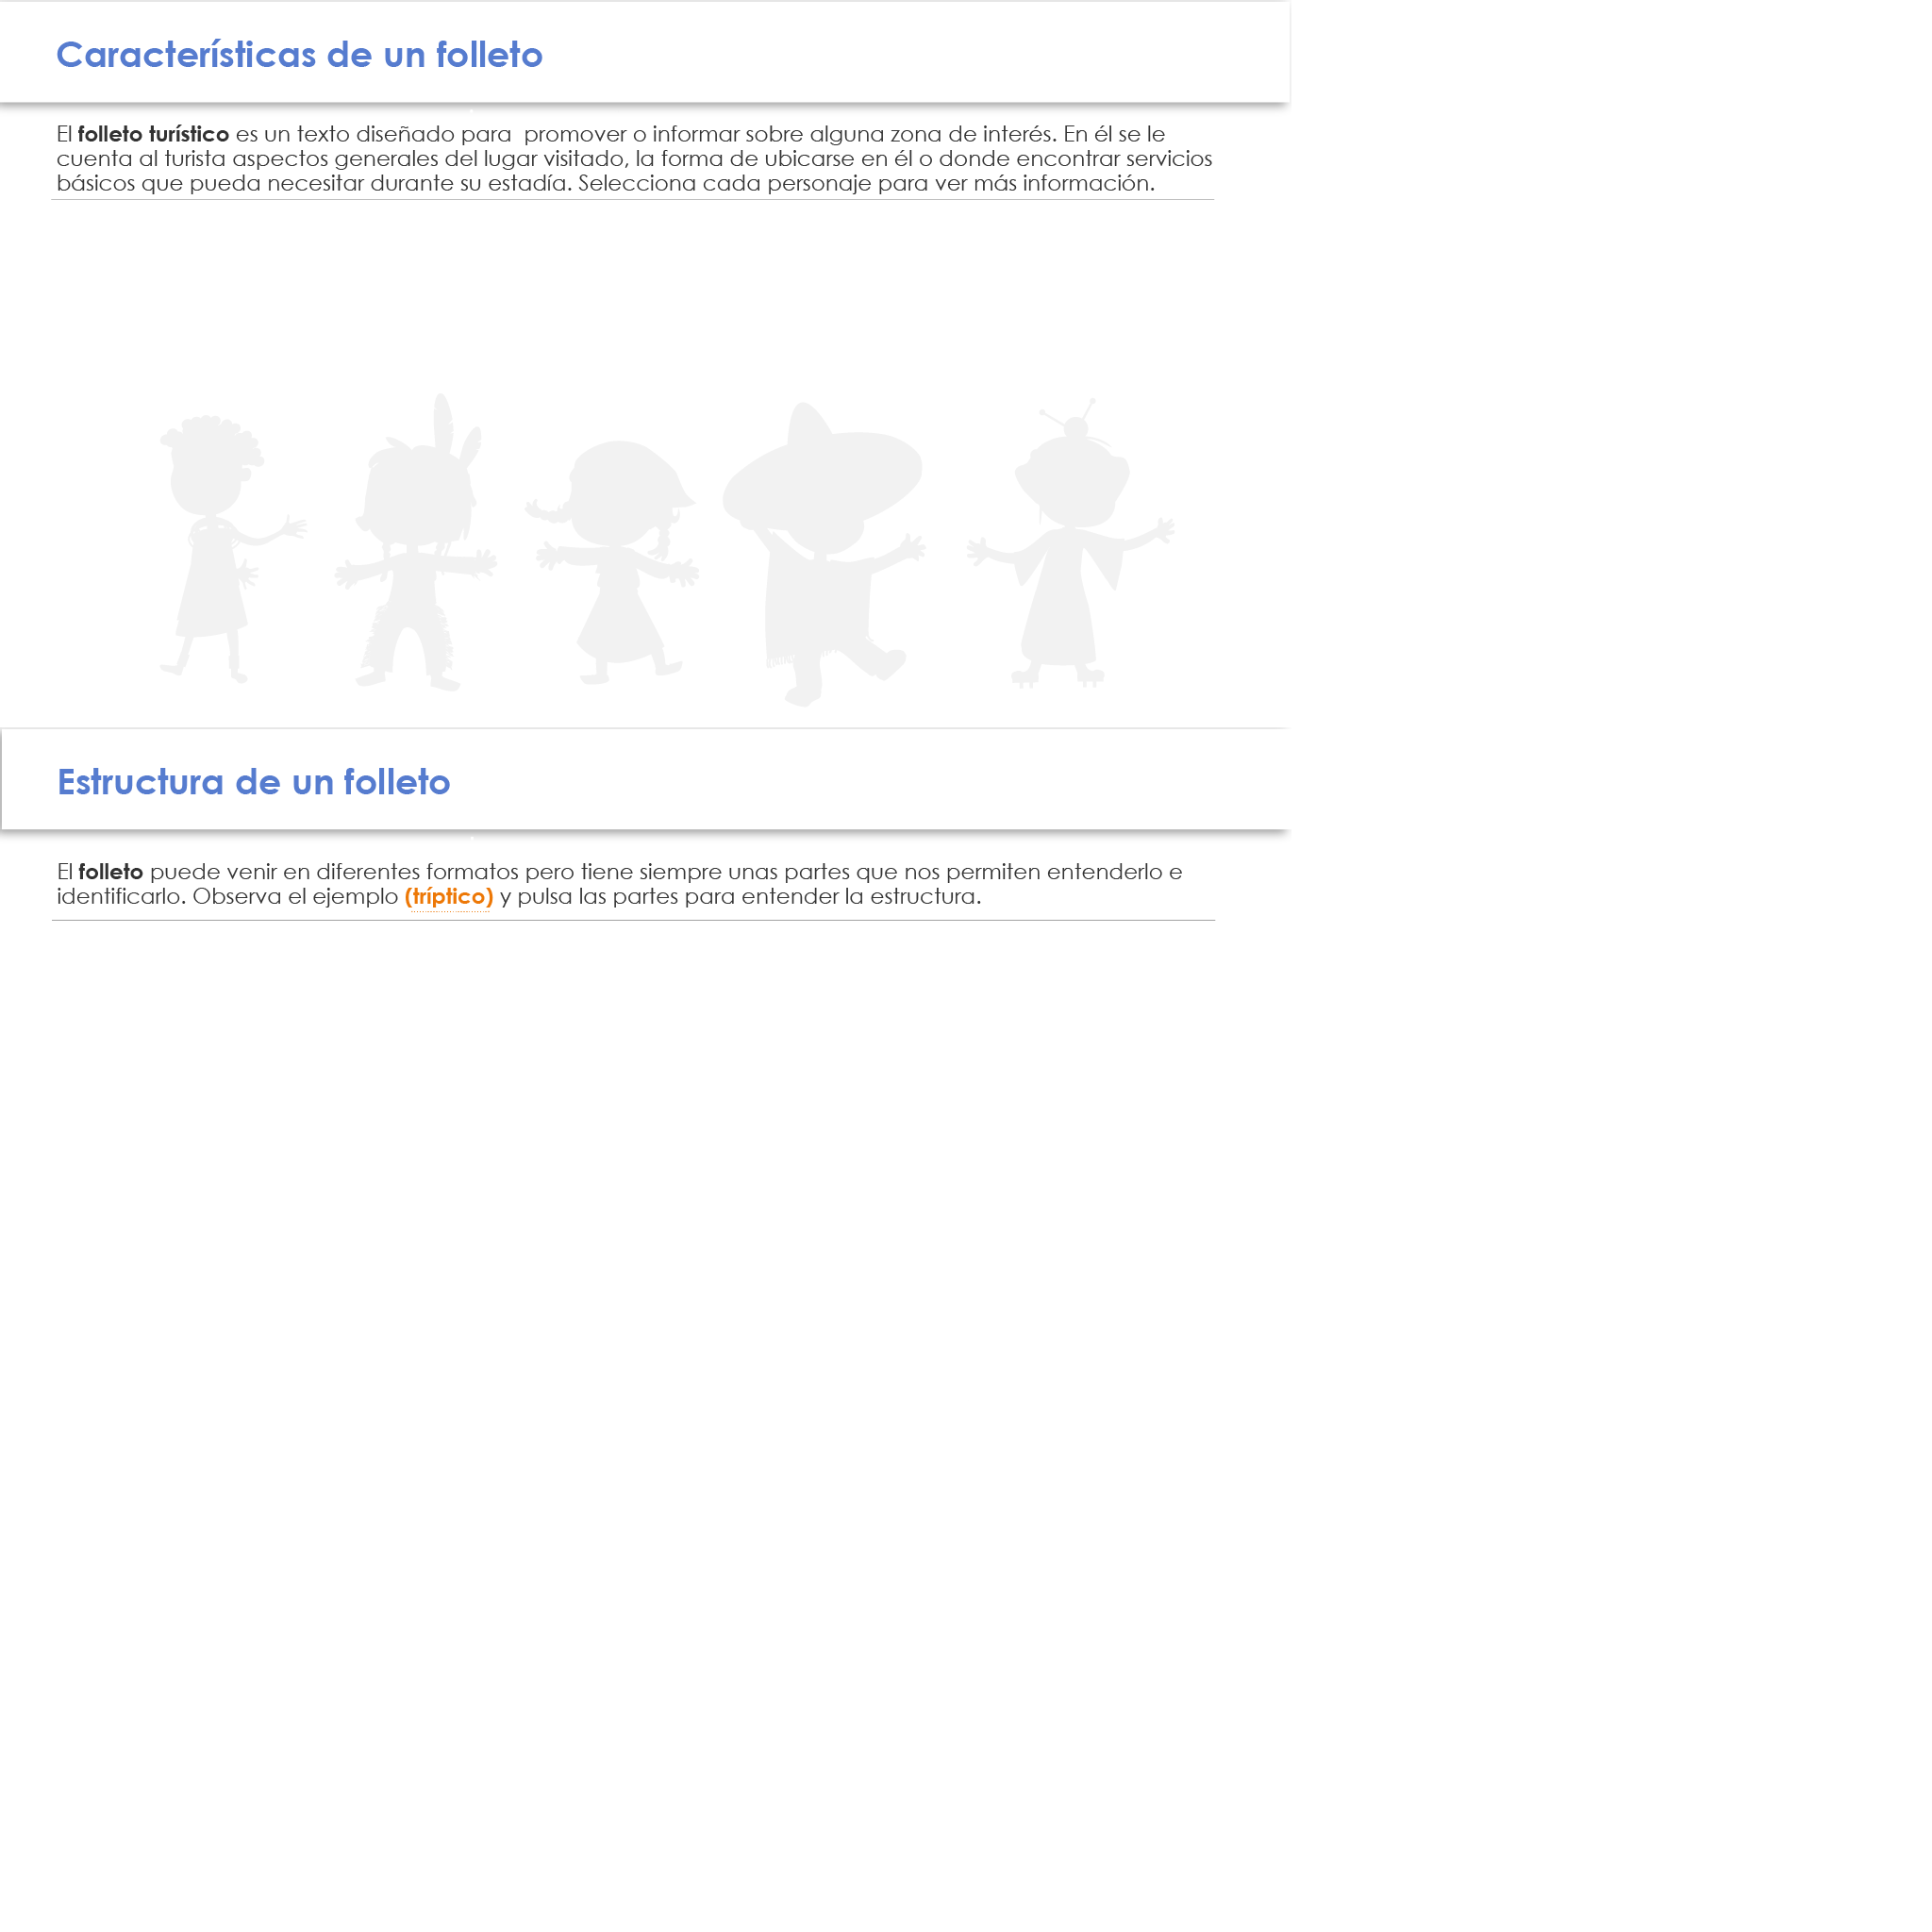 Características de un folleto
El folleto turístico es un texto diseñado para  promover o informar sobre alguna zona de interés. En él se le
cuenta al turista aspectos generales del lugar visitado, la forma de ubicarse en él o donde encontrar servicios
básicos que pueda necesitar durante su estadía. Selecciona cada personaje para ver más información.
Estructura de un folleto
El folleto puede venir en diferentes formatos pero tiene siempre unas partes que nos permiten entenderlo e
identificarlo. Observa el ejemplo (tríptico) y pulsa las partes para entender la estructura.